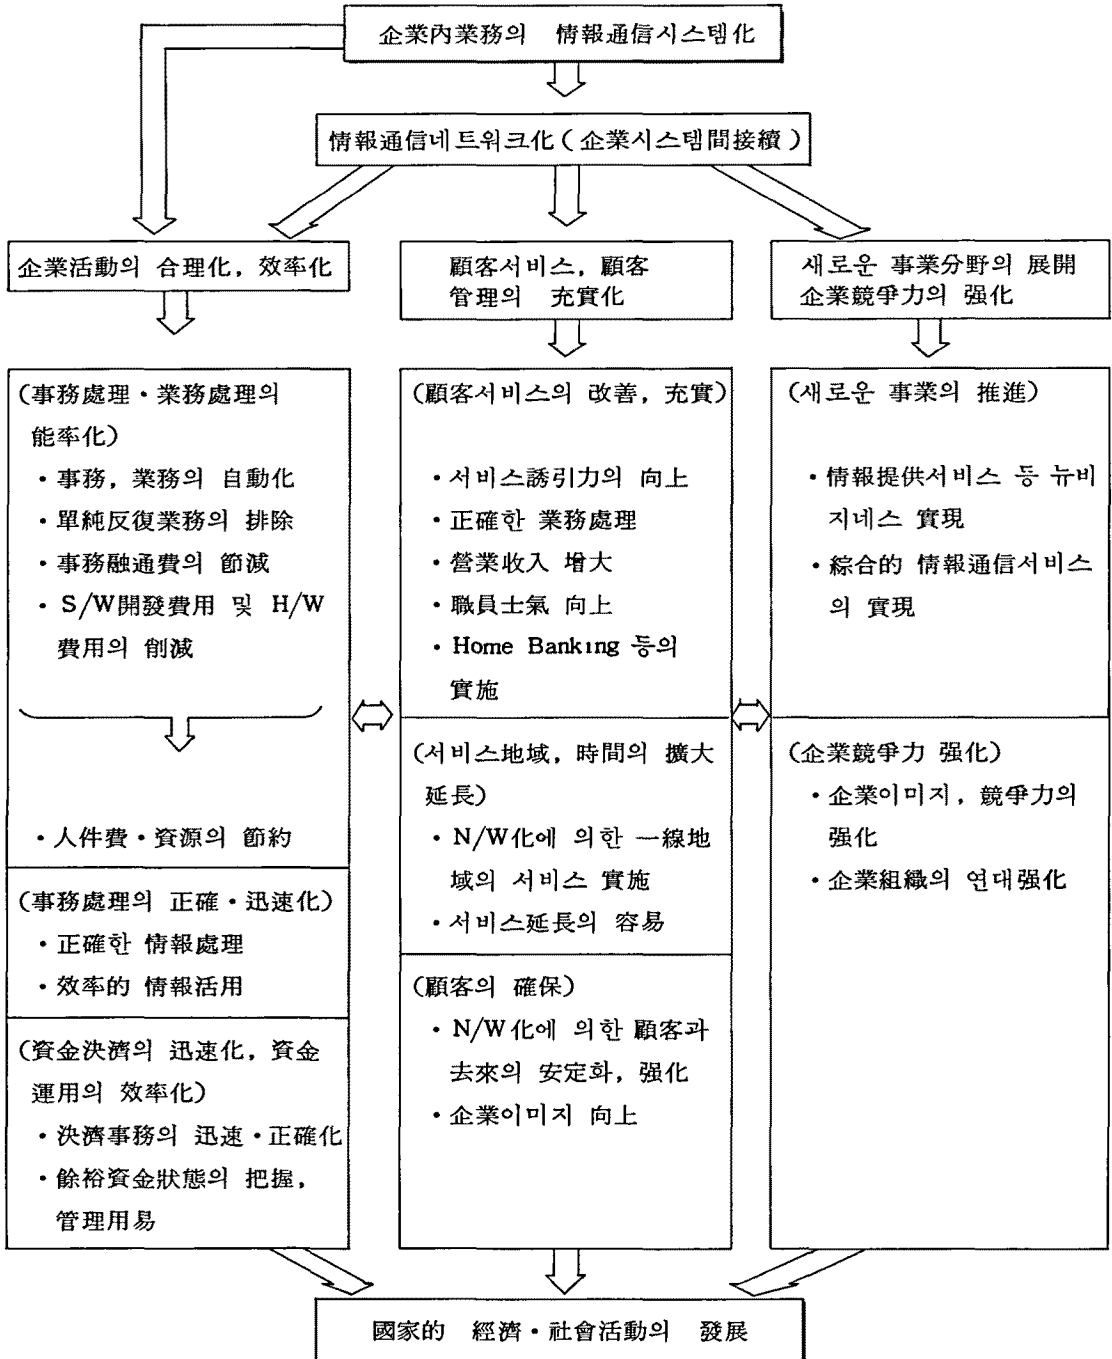 企業內業務의 情報通信시스템化
情報通信네트워크化 ( 企業시스템間接續 )
企業活動의 合理化, 效率化
顧客서비스, 顧客
管理의 充實化
새로운 事業分野의 展開
企業競爭力의 强化
(事務處理・業務處理의
能率化)
・事務, 業務의 自動化
・單純反復業務의 排除
・事務融通費의 節減
・S/W開發費用 및 H/W
費用의 削減
・人件費・資源의 節約
(事務處理의 正確・迅速化)
・正確한 情報處理
・效率的 情報活用
(資金決濟의 迅速化, 資金
運用의 效率化)
・決濟事務의 迅速・正確化
・餘裕資金狀態의 把握,
管理用易
(顧客서비스의 改善, 充實)
・서비스誘引力의 向上
・正確한 業務處理
・營業收入 增大
・職員士氣 向上
・Home Banking 등의
實施
(서비스地域, 時間의 擴大
延長)
・N/W化에 의한 一線地
域의 서비스 實施
・서비스延長의 容易
(顧客의 確保)
・N/W化에 의한 顧客과
去來의 安定화, 强化
・企業이미지 向上
(새로운 事業의 推進)
・情報提供서비스 등 뉴비
지네스 實現
・綜合的 情報通信서비스
의 實現
(企業競爭力 强化)
・企業이미지, 競爭力의
强化
・企業組織의 연대强化
國家的 經濟・社會活動의 發展